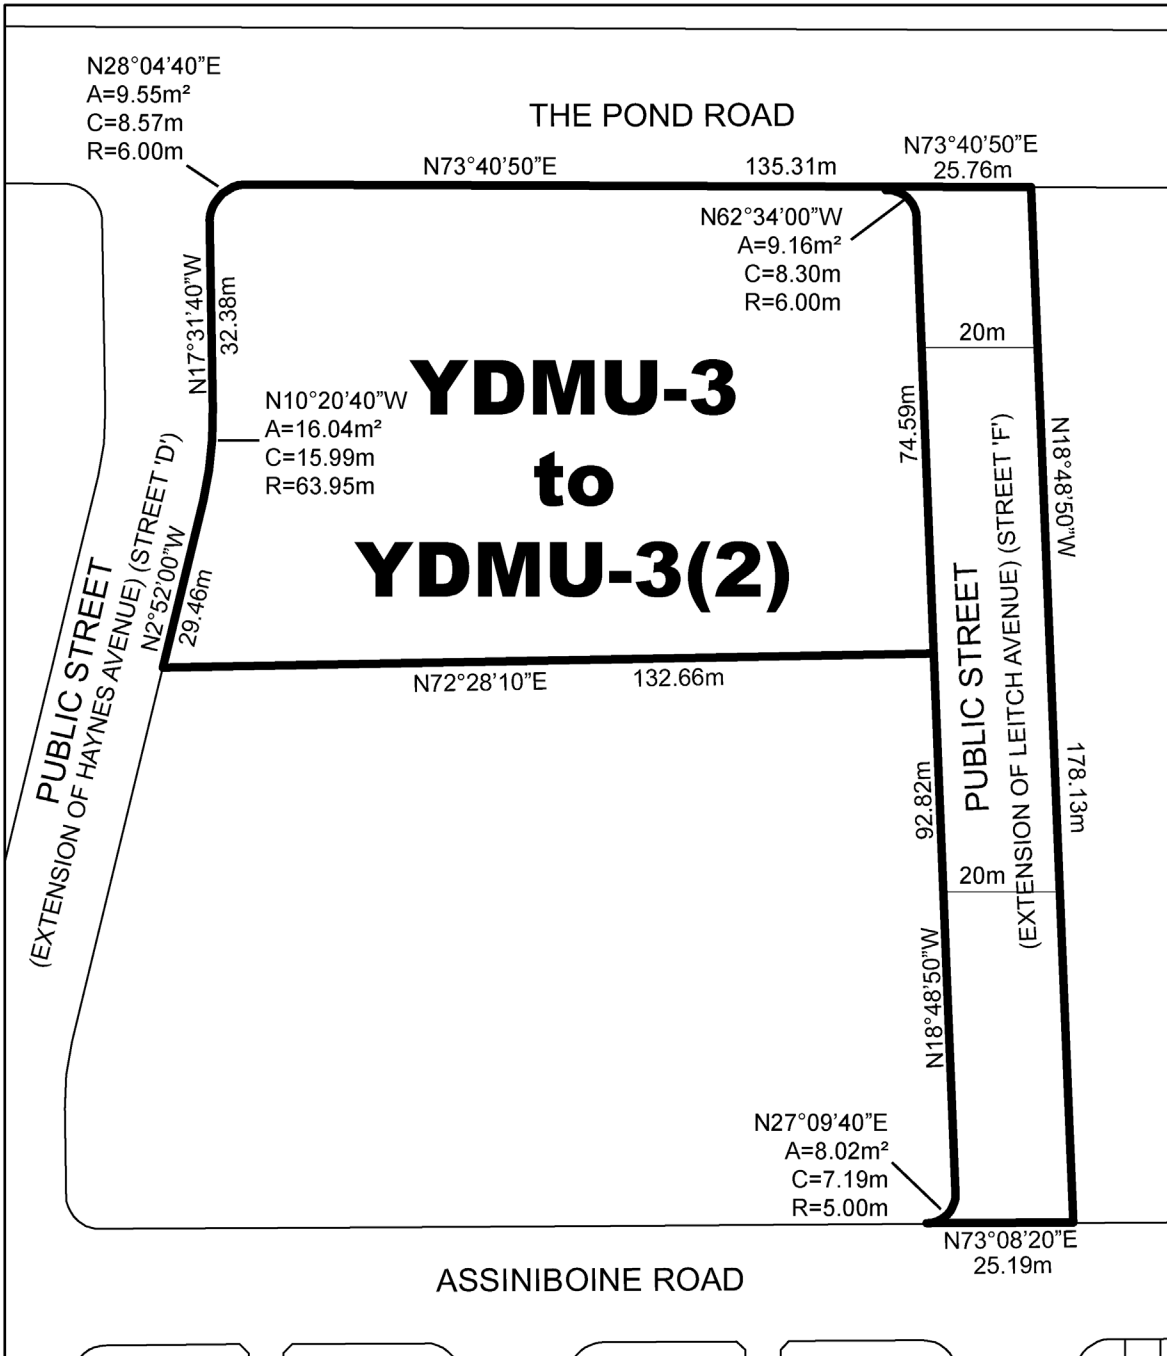 N28°04'40"E
A=9.55m²
C=8.57m
R=6.00m
THE POND ROAD
N73°40'50"E
135.31m
N73°40'50"E
25.76m
N62°34'00"W
A=9.16m²
C=8.30m
R=6.00m
N17°31'40"W
32.38m
20m
YDMU-3
to
YDMU-3(2)
N10°20'40"W
A=16.04m²
C=15.99m
R=63.95m
74.59m
N18°48'50"W
178.13m
PUBLIC STREET
(EXTENSION OF LEITCH AVENUE) (STREET 'F')
PUBLIC STREET
(EXTENSION OF HAYNES AVENUE) (STREET 'D')
N2°52'00"W
29.46m
N72°28'10"E
132.66m
92.82m
20m
N18°48'50"W
N27°09'40"E
A=8.02m²
C=7.19m
R=5.00m
N73°08'20"E
25.19m
ASSINIBOINE ROAD